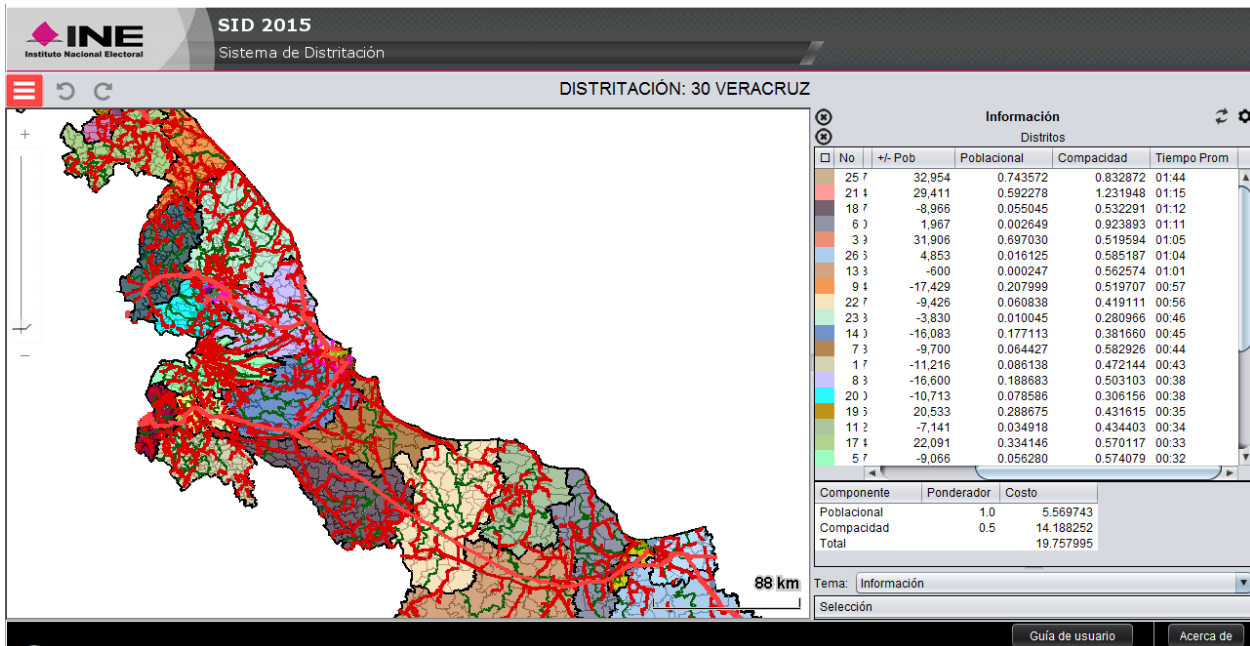 INE
Instituto Nacional Electoral
SID 2015
Sistema de Distritación
DISTRITACIÓN: 30 VERACRUZ
88 km
Información
Distritos
No +/- Pob Poblacional Compacidad Tiempo Prom
25 32,954 0.743572 0.832872 01:44
21 29,411 0.592278 1.231948 01:15
18 -8,966 0.055045 0.532291 01:12
6 1,967 0.002649 0.923893 01:11
3 31,906 0.697030 0.519594 01:05
26 4,853 0.016125 0.585187 01:04
13 -600 0.000247 0.562574 01:01
9 -17,429 0.207999 0.519707 00:57
22 -9,426 0.060838 0.419111 00:56
23 -3,830 0.010045 0.280966 00:46
14 -16,083 0.177113 0.381660 00:45
7 -9,700 0.064427 0.582926 00:44
1 -11,216 0.086138 0.472144 00:43
8 -16,600 0.188683 0.503103 00:38
20 -10,713 0.078586 0.306156 00:38
19 20,533 0.288675 0.431615 00:35
11 -7,141 0.034918 0.434403 00:34
17 22,091 0.334146 0.570117 00:33
5 -9,066 0.056280 0.574079 00:32
Componente Ponderador Costo
Poblacional 1.0 5.569743
Compacidad 0.5 14.188252
Total 19.757995
Tema: Información
Selección
Guía de usuario Acerca de